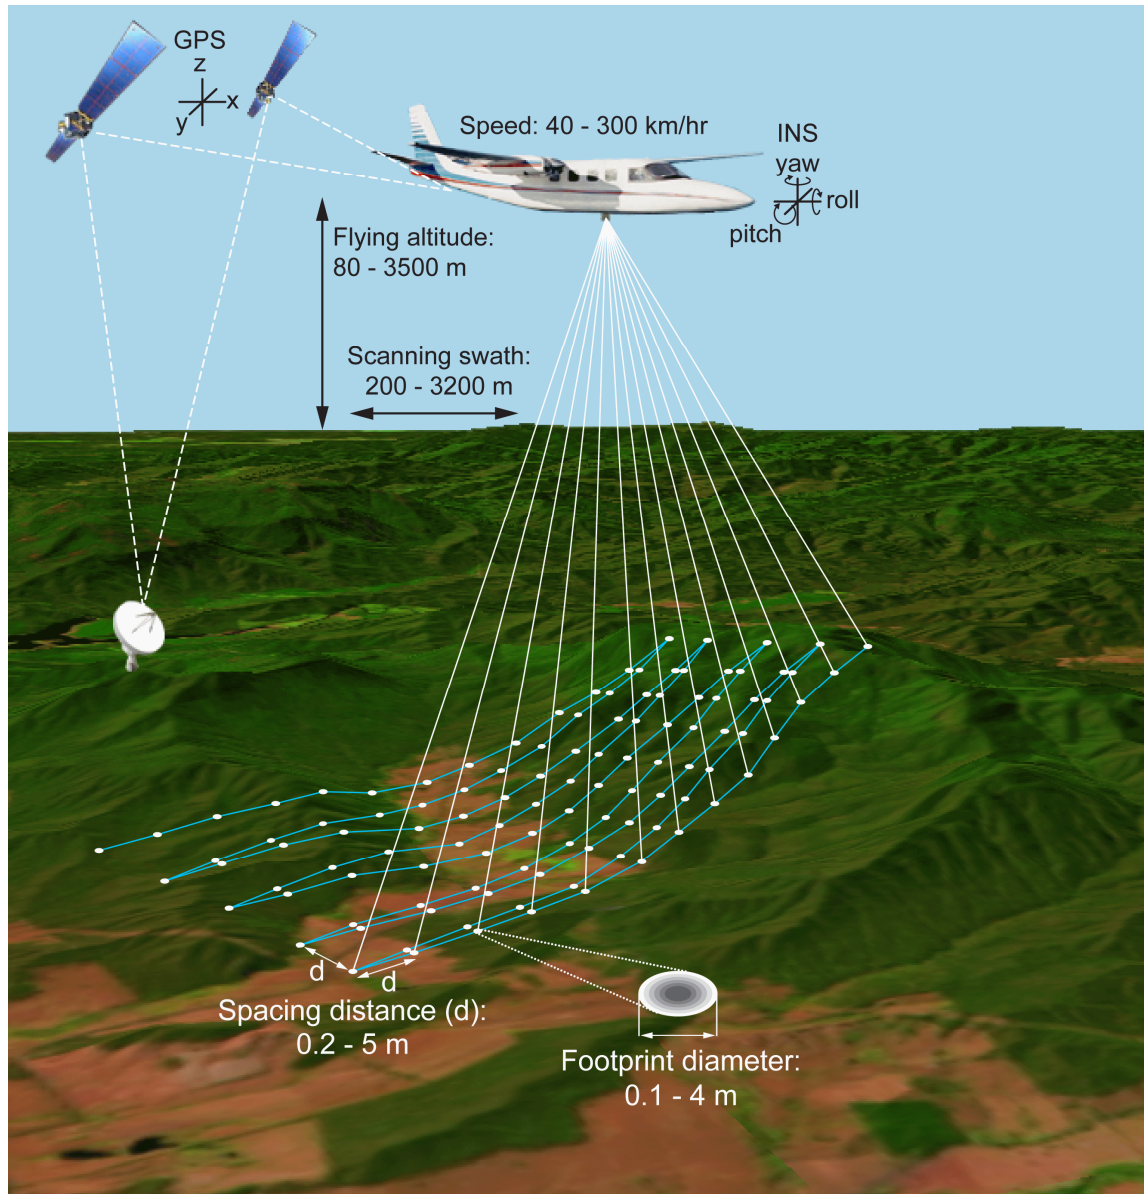 GPS
z
x
y
Speed: 40 - 300 km/hr
INS
yaw
roll
pitch
Flying altitude:
80 - 3500 m
Scanning swath:
200 - 3200 m
d
d
Spacing distance (d):
0.2 - 5 m
Footprint diameter:
0.1 - 4 m